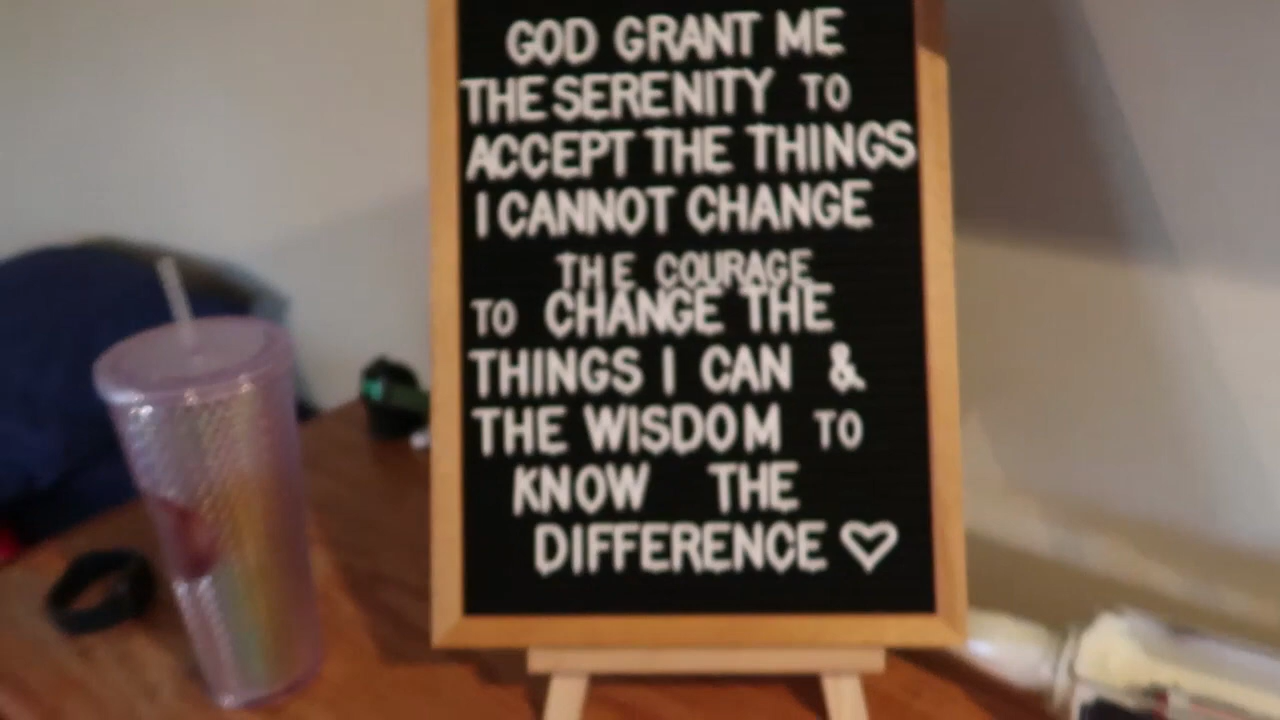 GOD GRANT ME
THE SERENITY TO
ACCEPT THE THINGS
I CANNOT CHANGE
THE COURAGE
TO CHANGE THE
THINGS I CAN &
THE WISDOM TO
KNOW THE
DIFFERENCE ♡